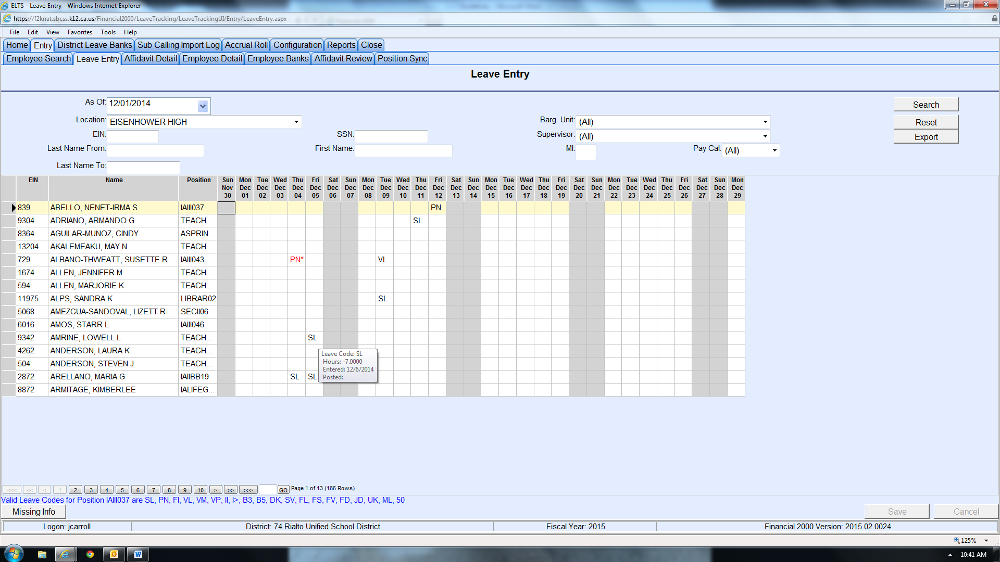 ELTS - Leave Entry - Windows Internet Explorer
https://f2knat.sbcss.k12.ca.us/Financial2000/LeaveTracking/LeaveTrackingUI/Entry/LeaveEntry.aspx
File Edit View Favorites Tools Help
Home Entry District Leave Banks Sub Calling Import Log Accrual Roll Configuration Reports Close
Employee Search Leave Entry Affidavit Detail Employee Detail Employee Banks Affidavit Review Position Sync
Leave Entry
As Of: 12/01/2014 Search
Location: EISENHOWER HIGH Barg. Unit: (All) Reset
EIN: SSN: Supervisor: (All) Export
Last Name From: First Name: MI: Pay Cal: (All)
Last Name To:
EIN Name Position Sun Mon Tue Wed Thu Fri Sat Sun Mon Tue Wed Thu Fri Sat Sun Mon Tue Wed Thu Fri Sat Sun Mon Tue Wed Thu Fri Sat Sun Mon
Nov Dec Dec Dec Dec Dec Dec Dec Dec Dec Dec Dec Dec Dec Dec Dec Dec Dec Dec Dec Dec Dec Dec Dec Dec Dec Dec Dec Dec Dec
30 01 02 03 04 05 06 07 08 09 10 11 12 13 14 15 16 17 18 19 20 21 22 23 24 25 26 27 28 29
839 ABELLO, NENET-IRMA S IAIII037 PN
9304 ADRIANO, ARMANDO G TEACH... SL
8364 AGUILAR-MUNOZ, CINDY ASPRIN...
13204 AKALEMEAKU, MAY N TEACH...
729 ALBANO-THWEATT, SUSETTE R IAIII043 PN* VL
1674 ALLEN, JENNIFER M TEACH...
594 ALLEN, MARJORIE K TEACH...
11975 ALPS, SANDRA K LIBRAR02 SL
5068 AMEZCUA-SANDOVAL, LIZETT R SECII06
6016 AMOS, STARR L IAIII046
9342 AMRINE, LOWELL L TEACH... SL
4262 ANDERSON, LAURA K TEACH...
504 ANDERSON, STEVEN J TEACH...
2872 ARELLANO, MARIA G IAIIBB19 SL SL
8872 ARMITAGE, KIMBERLEE IALIFEG...
Leave Code: SL
Hours: -7.0000
Entered: 12/6/2014
Posted:
<<< << < 1 2 3 4 5 6 7 8 9 10 > >> >>> GO Page 1 of 13 (186 Rows)
Valid Leave Codes for Position IAIII037 are SL, PN, FI, VL, VM, VP, II, I>, B3, B5, DK, SV, FL, FS, FV, FD, JD, UK, ML, 50
Missing Info Save Cancel
Logon: jcarroll District: 74 Rialto Unified School District Fiscal Year: 2015 Financial 2000 Version: 2015.02.0024
125%
10:41 AM